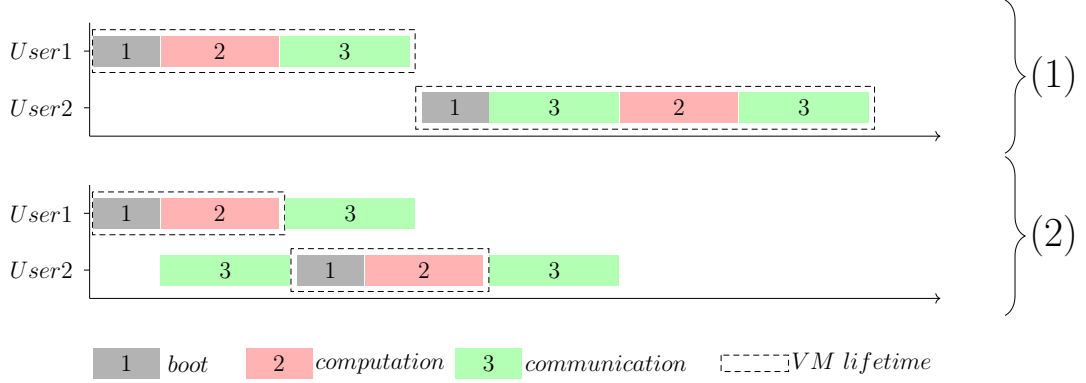 User1 1 2 3
User2 1 3 2 3
(1)
User1 1 2 3
User2 3 1 2 3
(2)
1 boot 2 computation 3 communication VM lifetime